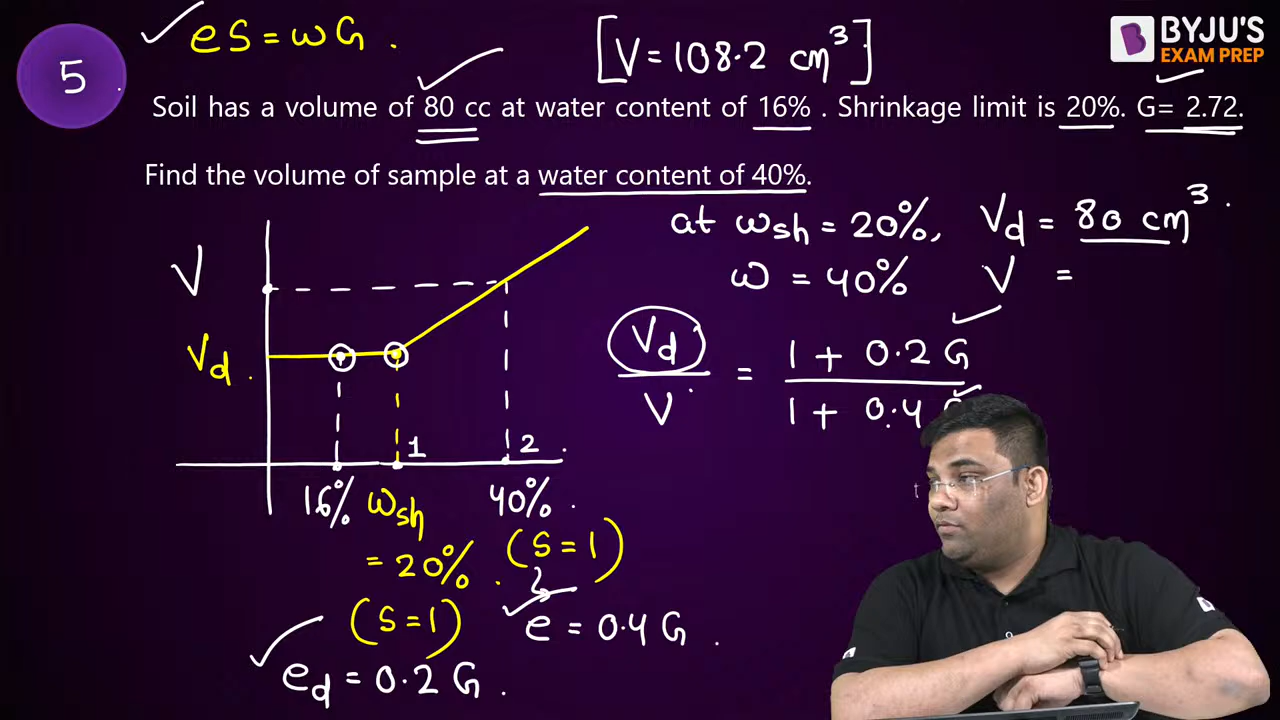 5
eS = wG.
[V = 108.2 cm³]
BYJU'S
EXAM PREP
Soil has a volume of 80 cc at water content of 16% . Shrinkage limit is 20%. G= 2.72.
Find the volume of sample at a water content of 40%.
at wsh = 20%, Vd = 80 cm³.
w = 40% V =
V
Vd.
Vd / V = 1 + 0.2 G / 1 + 0.4
1 2
16% wsh 40%
= 20%. (S = 1)
(S = 1)
e = 0.4 G.
ed = 0.2 G.